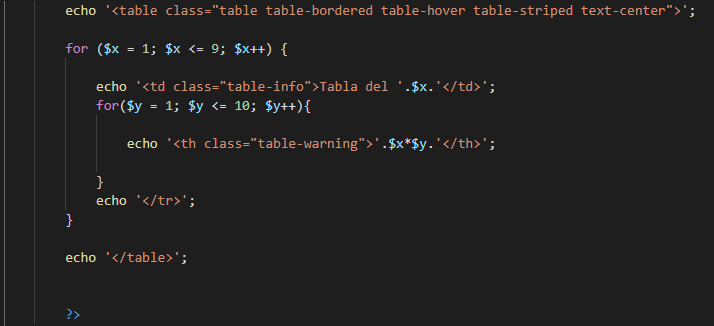 echo '<table class="table table-bordered table-hover table-striped text-center">';
for ($x = 1; $x <= 9; $x++) {
echo '<td class="table-info">Tabla del '.$x.'</td>';
for($y = 1; $y <= 10; $y++){
echo '<th class="table-warning">'.$x*$y.'</th>';
}
echo '</tr>';
}
echo '</table>';
?>